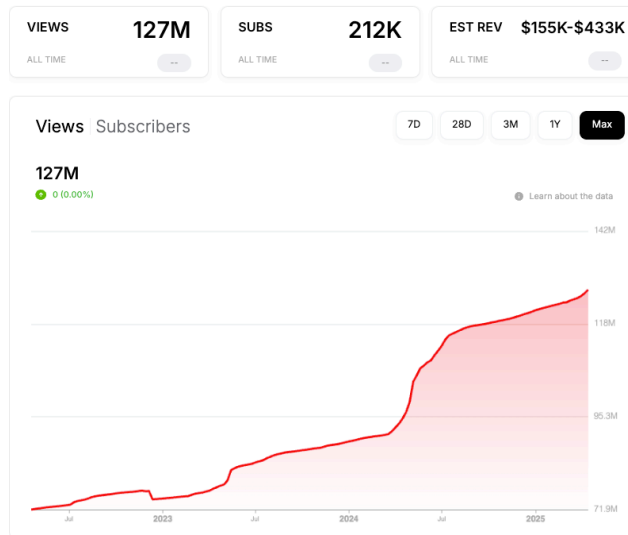 VIEWS 127M
ALL TIME --
SUBS 212K
ALL TIME --
EST REV $155K-$433K
ALL TIME --
Views Subscribers
7D 28D 3M 1Y Max
127M
0 (0.00%)
Learn about the data
142M
118M
95.3M
71.9M
Jul 2023 Jul 2024 Jul 2025